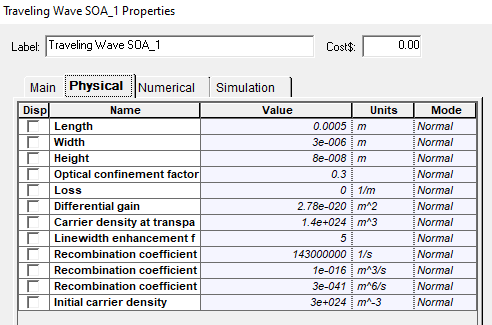 Traveling Wave SOA_1 Properties
Label: Traveling Wave SOA_1 Cost$: 0.00
Main Physical Numerical Simulation
Disp Name Value Units Mode
Length 0.0005 m Normal
Width 3e-006 m Normal
Height 8e-008 m Normal
Optical confinement factor 0.3 Normal
Loss 0 1/m Normal
Differential gain 2.78e-020 m^2 Normal
Carrier density at transpa 1.4e+024 m^3 Normal
Linewidth enhancement f 5 Normal
Recombination coefficient 143000000 1/s Normal
Recombination coefficient 1e-016 m^3/s Normal
Recombination coefficient 3e-041 m^6/s Normal
Initial carrier density 3e+024 m^-3 Normal